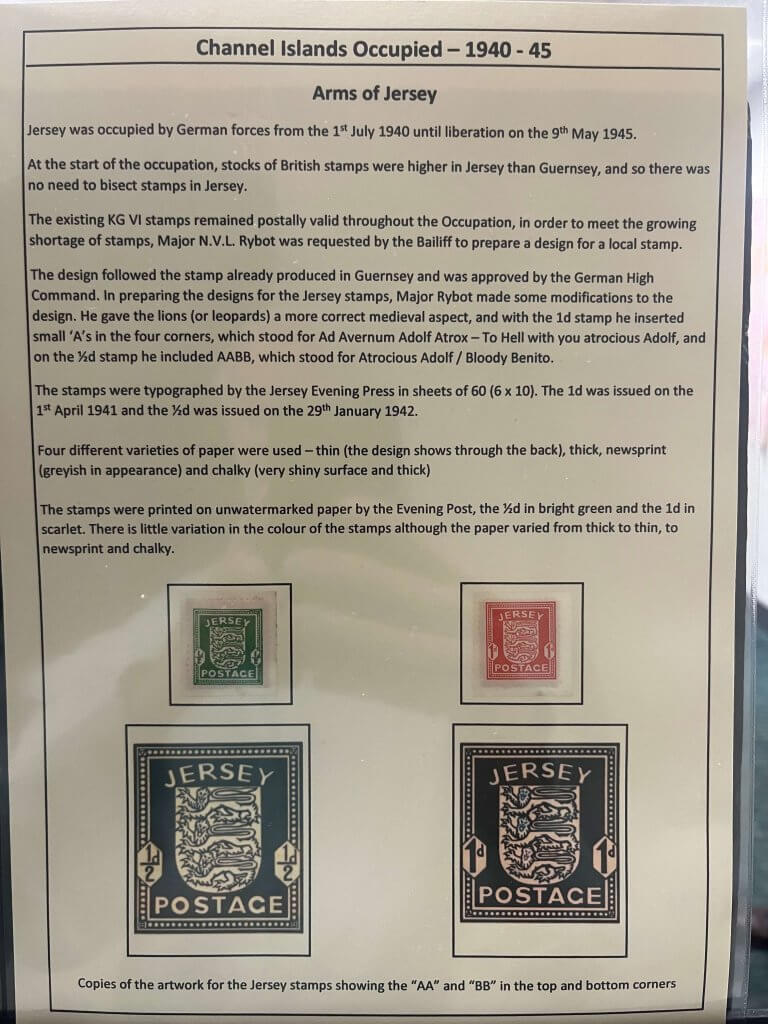 Channel Islands Occupied – 1940 - 45
Arms of Jersey
Jersey was occupied by German forces from the 1st July 1940 until liberation on the 9th May 1945.
At the start of the occupation, stocks of British stamps were higher in Jersey than Guernsey, and so there was
no need to bisect stamps in Jersey.
The existing KG VI stamps remained postally valid throughout the Occupation, in order to meet the growing
shortage of stamps, Major N.V.L. Rybot was requested by the Bailiff to prepare a design for a local stamp.
The design followed the stamp already produced in Guernsey and was approved by the German High
Command. In preparing the designs for the Jersey stamps, Major Rybot made some modifications to the
design. He gave the lions (or leopards) a more correct medieval aspect, and with the 1d stamp he inserted
small 'A's in the four corners, which stood for Ad Avernum Adolf Atrox – To Hell with you atrocious Adolf, and
on the ½d stamp he included AABB, which stood for Atrocious Adolf / Bloody Benito.
The stamps were typographed by the Jersey Evening Press in sheets of 60 (6 x 10). The 1d was issued on the
1st April 1941 and the ½d was issued on the 29th January 1942.
Four different varieties of paper were used – thin (the design shows through the back), thick, newsprint
(greyish in appearance) and chalky (very shiny surface and thick)
The stamps were printed on unwatermarked paper by the Evening Post, the ½d in bright green and the 1d in
scarlet. There is little variation in the colour of the stamps although the paper varied from thick to thin, to
newsprint and chalky.
JERSEY
½d ½d
POSTAGE
JERSEY
1d 1d
POSTAGE
JERSEY
½d ½d
POSTAGE
JERSEY
1d 1d
POSTAGE
Copies of the artwork for the Jersey stamps showing the "AA" and "BB" in the top and bottom corners